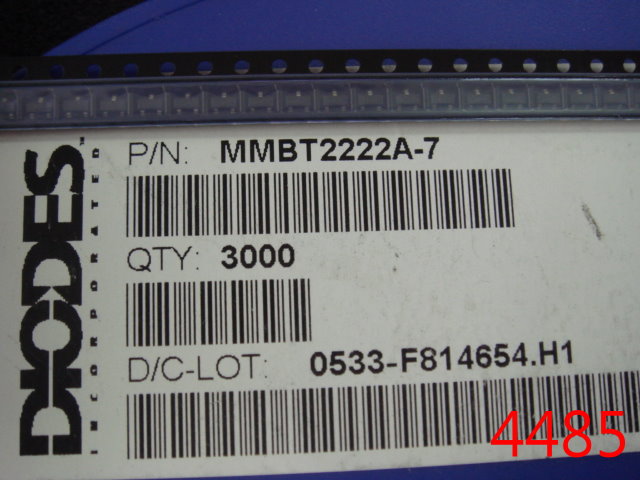 DIODES
INCORPORATED
P/N: MMBT2222A-7
QTY: 3000
D/C-LOT: 0533-F814654.H1
4485